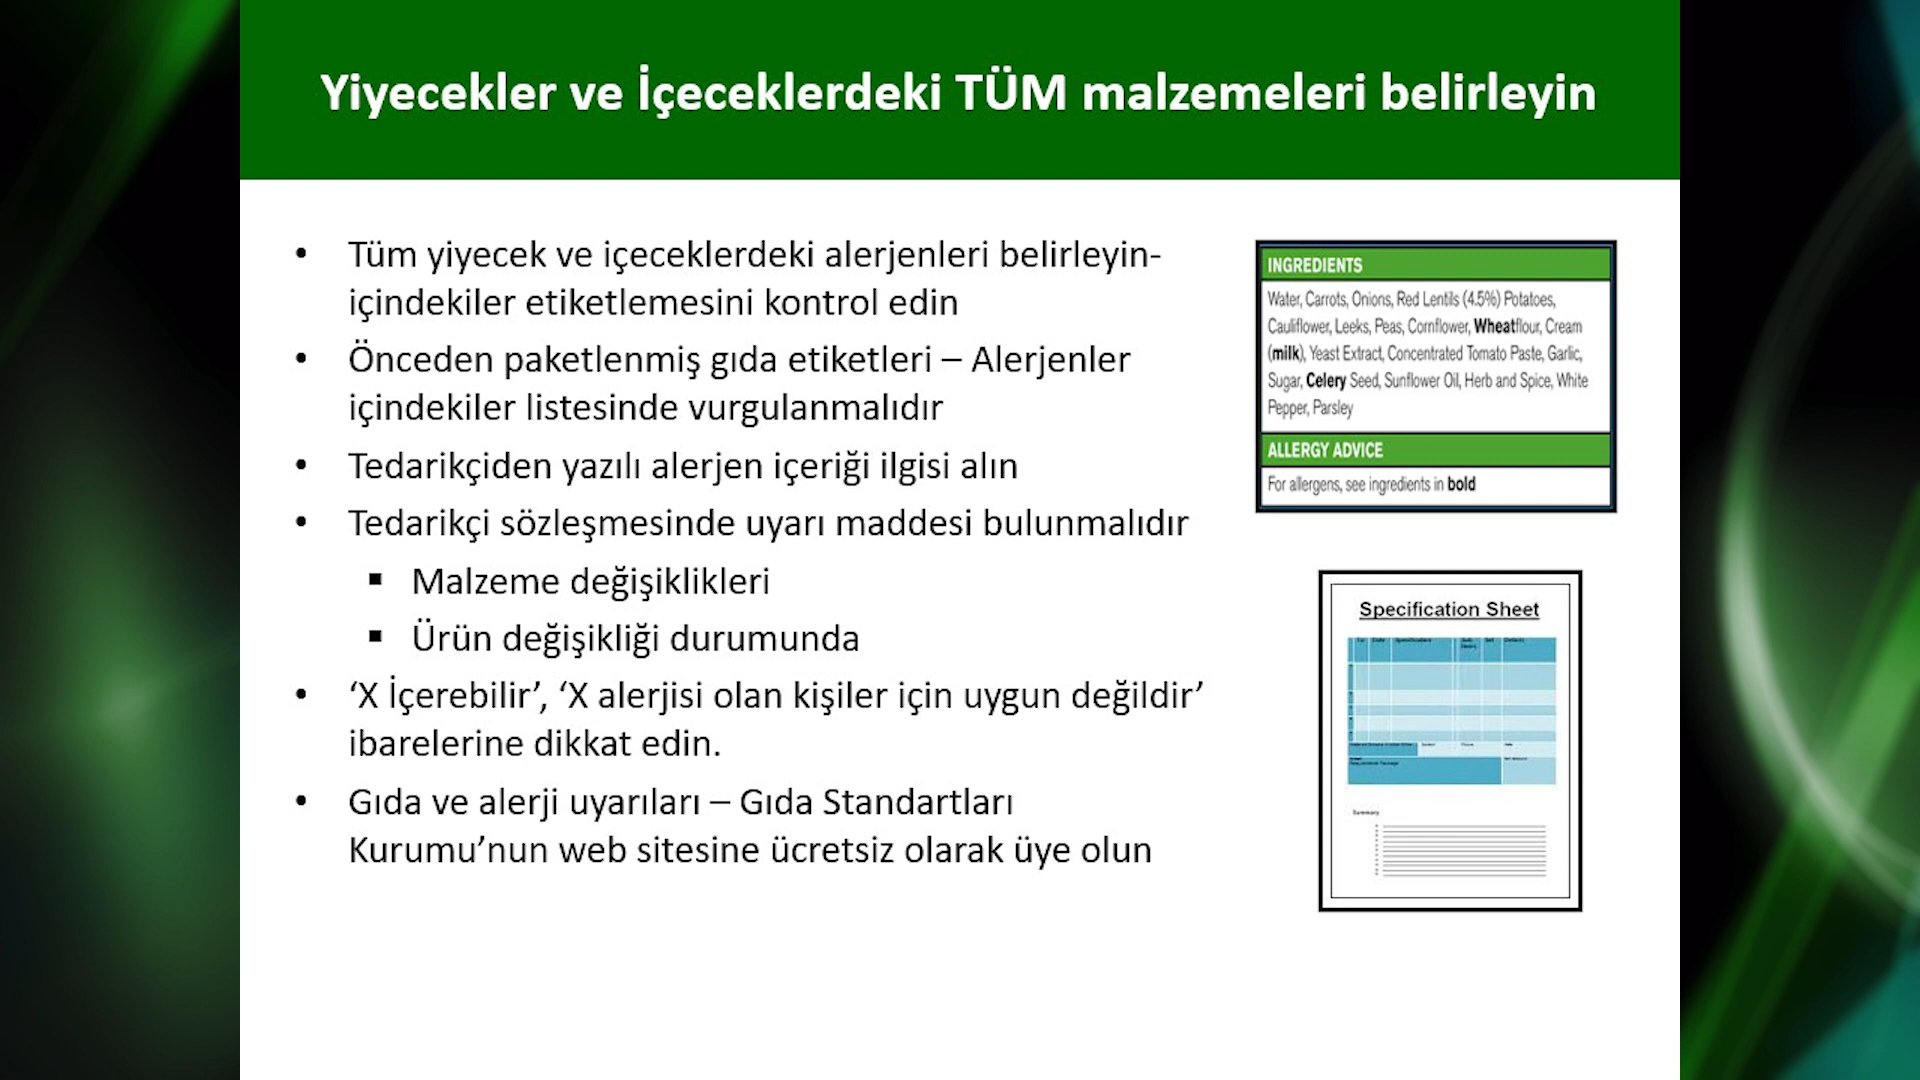 Yiyecekler ve İçeceklerdeki TÜM malzemeleri belirleyin
• Tüm yiyecek ve içeceklerdeki alerjenleri belirleyin-
içindekiler etiketlemesini kontrol edin
• Önceden paketlenmiş gıda etiketleri – Alerjenler
içindekiler listesinde vurgulanmalıdır
• Tedarikçiden yazılı alerjen içeriği ilgisi alın
• Tedarikçi sözleşmesinde uyarı maddesi bulunmalıdır
▪ Malzeme değişiklikleri
▪ Ürün değişikliği durumunda
• ‘X İçerebilir’, ‘X alerjisi olan kişiler için uygun değildir’
ibarelerine dikkat edin.
• Gıda ve alerji uyarıları – Gıda Standartları
Kurumu’nun web sitesine ücretsiz olarak üye olun
INGREDIENTS
Water, Carrots, Onions, Red Lentils (4.5%) Potatoes,
Cauliflower, Leeks, Peas, Cornflower, Wheatflour, Cream
(milk), Yeast Extract, Concentrated Tomato Paste, Garlic,
Sugar, Celery Seed, Sunflower Oil, Herb and Spice, White
Pepper, Parsley
ALLERGY ADVICE
For allergens, see ingredients in bold
Specification Sheet
Summary